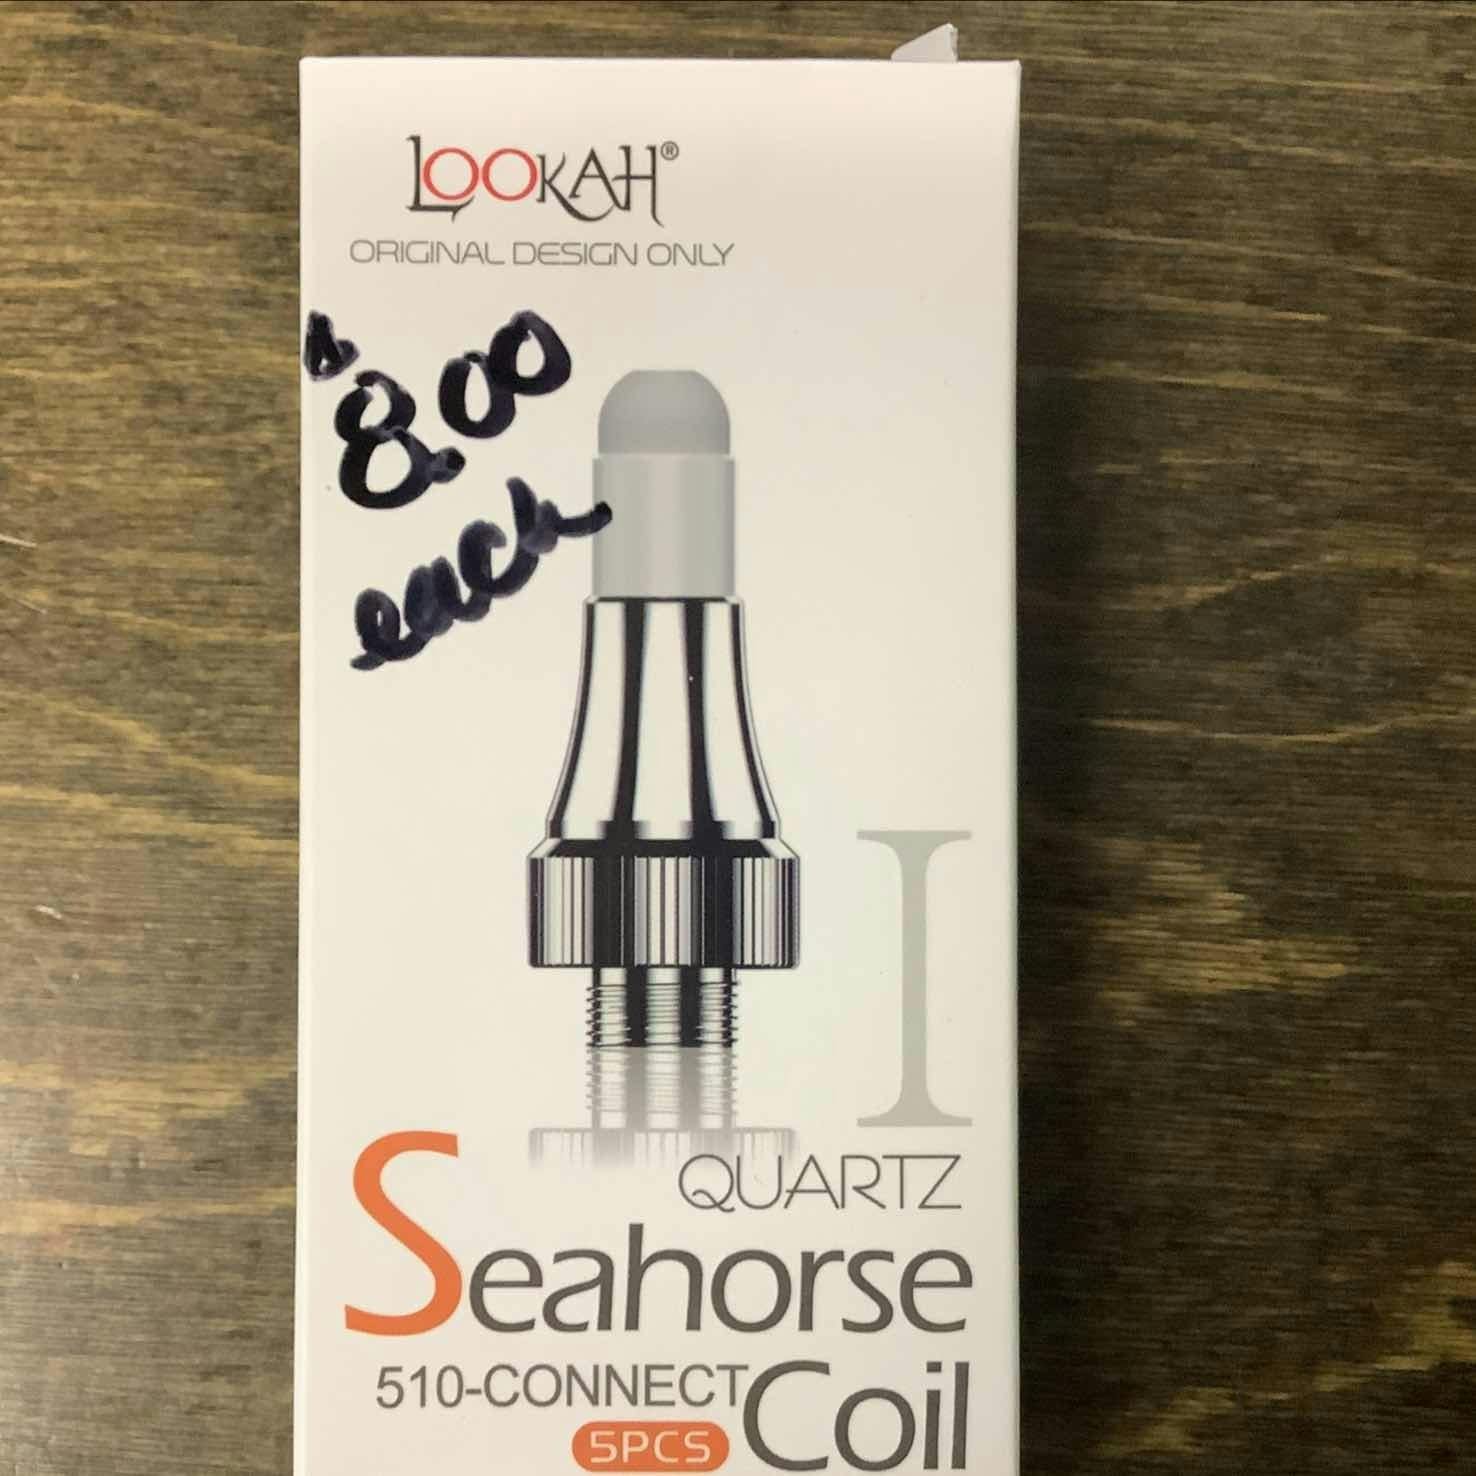 LOOKAH®
ORIGINAL DESIGN ONLY
$8.00
each
I
QUARTZ
Seahorse
510-CONNECT Coil
5PCS